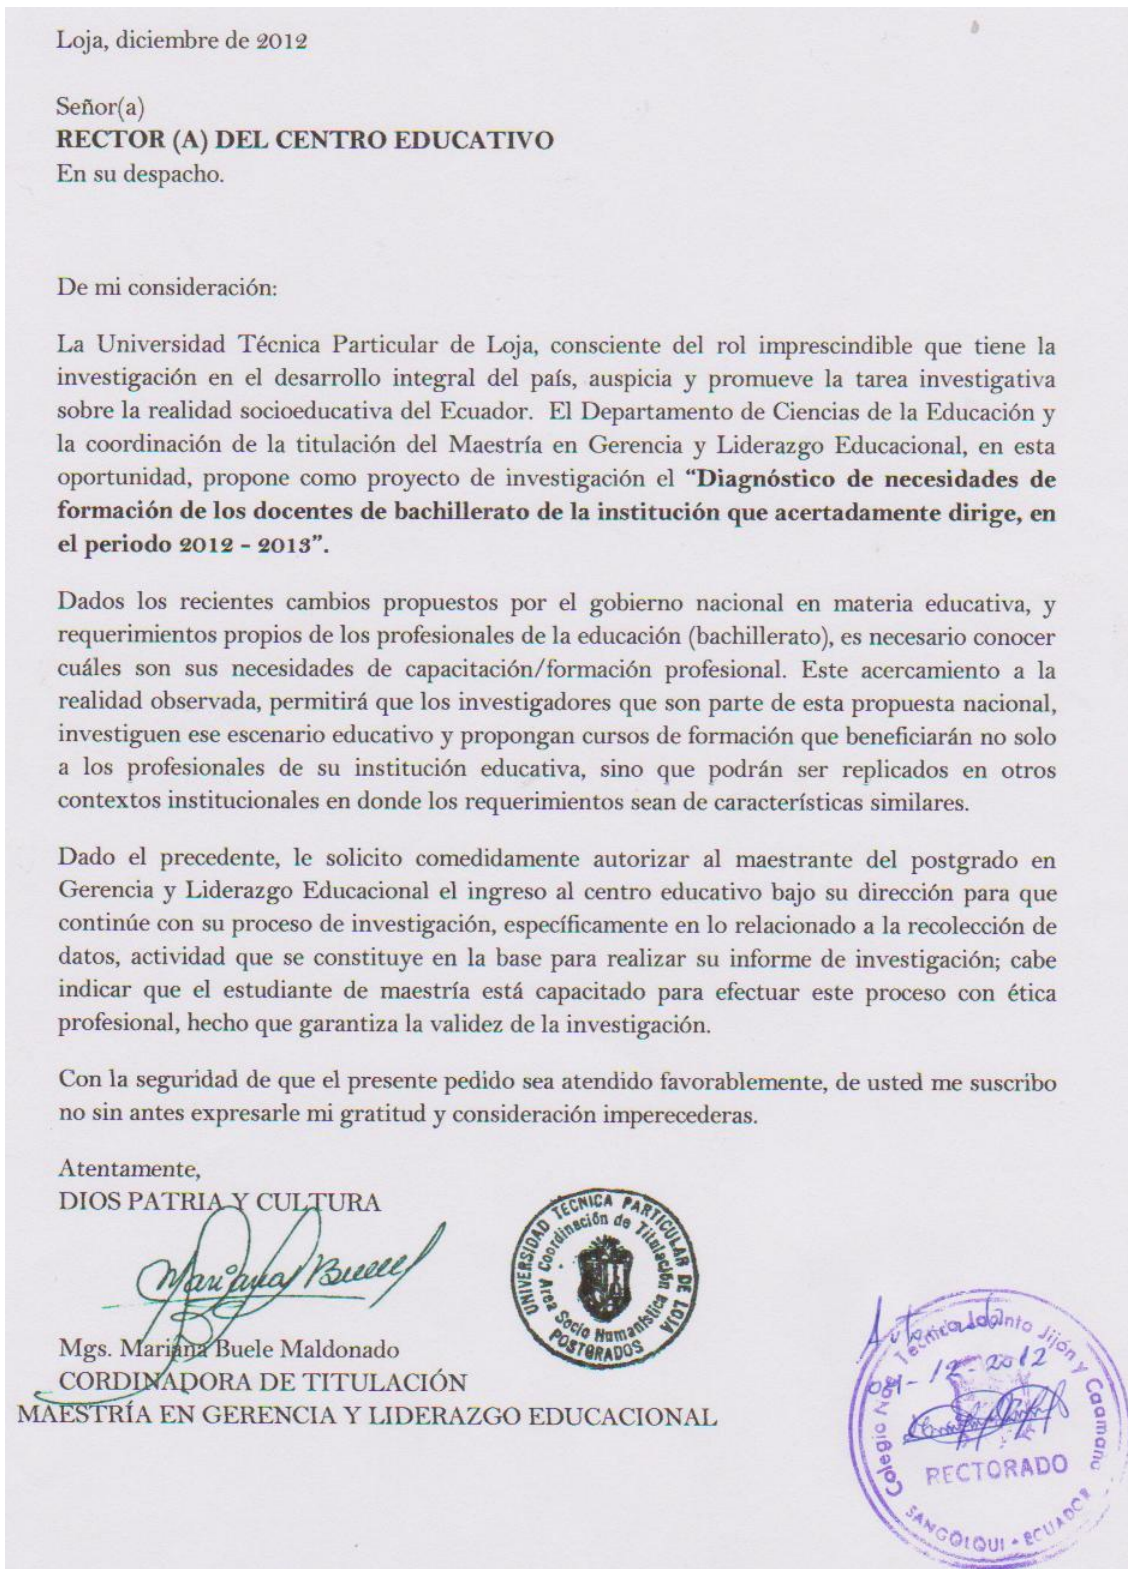 Loja, diciembre de 2012
Señor(a)
RECTOR (A) DEL CENTRO EDUCATIVO
En su despacho.
De mi consideración:
La Universidad Técnica Particular de Loja, consciente del rol imprescindible que tiene la
investigación en el desarrollo integral del país, auspicia y promueve la tarea investigativa
sobre la realidad socioeducativa del Ecuador. El Departamento de Ciencias de la Educación y
la coordinación de la titulación del Maestría en Gerencia y Liderazgo Educacional, en esta
oportunidad, propone como proyecto de investigación el “Diagnóstico de necesidades de
formación de los docentes de bachillerato de la institución que acertadamente dirige, en
el periodo 2012 - 2013”.
Dados los recientes cambios propuestos por el gobierno nacional en materia educativa, y
requerimientos propios de los profesionales de la educación (bachillerato), es necesario conocer
cuáles son sus necesidades de capacitación/formación profesional. Este acercamiento a la
realidad observada, permitirá que los investigadores que son parte de esta propuesta nacional,
investiguen ese escenario educativo y propongan cursos de formación que beneficiarán no solo
a los profesionales de su institución educativa, sino que podrán ser replicados en otros
contextos institucionales en donde los requerimientos sean de características similares.
Dado el precedente, le solicito comedidamente autorizar al maestrante del postgrado en
Gerencia y Liderazgo Educacional el ingreso al centro educativo bajo su dirección para que
continúe con su proceso de investigación, específicamente en lo relacionado a la recolección de
datos, actividad que se constituye en la base para realizar su informe de investigación; cabe
indicar que el estudiante de maestría está capacitado para efectuar este proceso con ética
profesional, hecho que garantiza la validez de la investigación.
Con la seguridad de que el presente pedido sea atendido favorablemente, de usted me suscribo
no sin antes expresarle mi gratitud y consideración imperecederas.
Atentamente,
DIOS PATRIA Y CULTURA
Mariana Buele
Mgs. Mariana Buele Maldonado
CORDINADORA DE TITULACIÓN
MAESTRÍA EN GERENCIA Y LIDERAZGO EDUCACIONAL
UNIVERSIDAD TECNICA PARTICULAR DE LOJA
Coordinación de Titulación
Area Socio Humanística
POSTGRADOS
Colegio Nac. Técnico Jacinto Jijón y Caamaño
-12-2012
RECTORADO
SANGOLQUI - ECUADOR